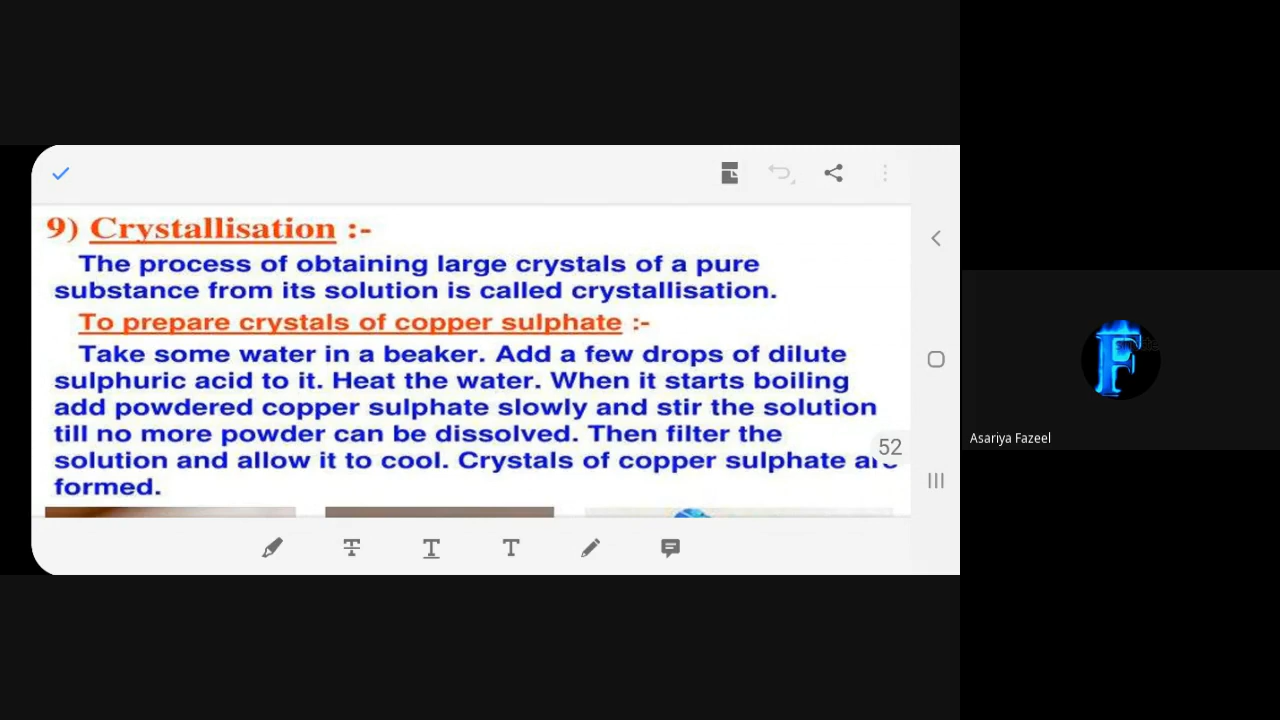 9) Crystallisation :-
The process of obtaining large crystals of a pure
substance from its solution is called crystallisation.
To prepare crystals of copper sulphate :-
Take some water in a beaker. Add a few drops of dilute
sulphuric acid to it. Heat the water. When it starts boiling
add powdered copper sulphate slowly and stir the solution
till no more powder can be dissolved. Then filter the
52
solution and allow it to cool. Crystals of copper sulphate are
formed.
T T T
F
Asariya Fazeel